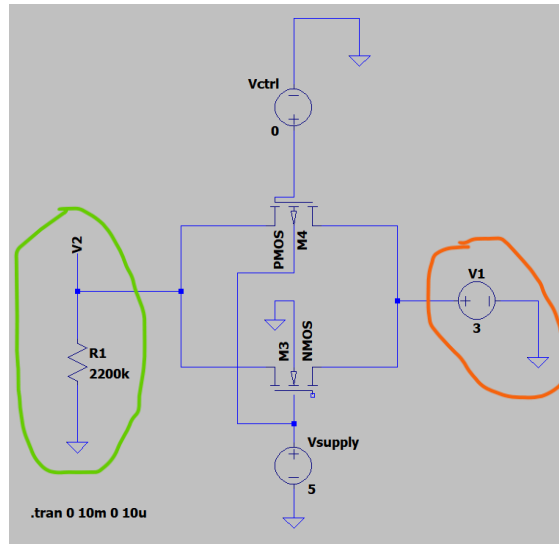 Vctrl
0
V2
PMOS
M4
V1
3
R1
2200k
M3
NMOS
Vsupply
5
.tran 0 10m 0 10u